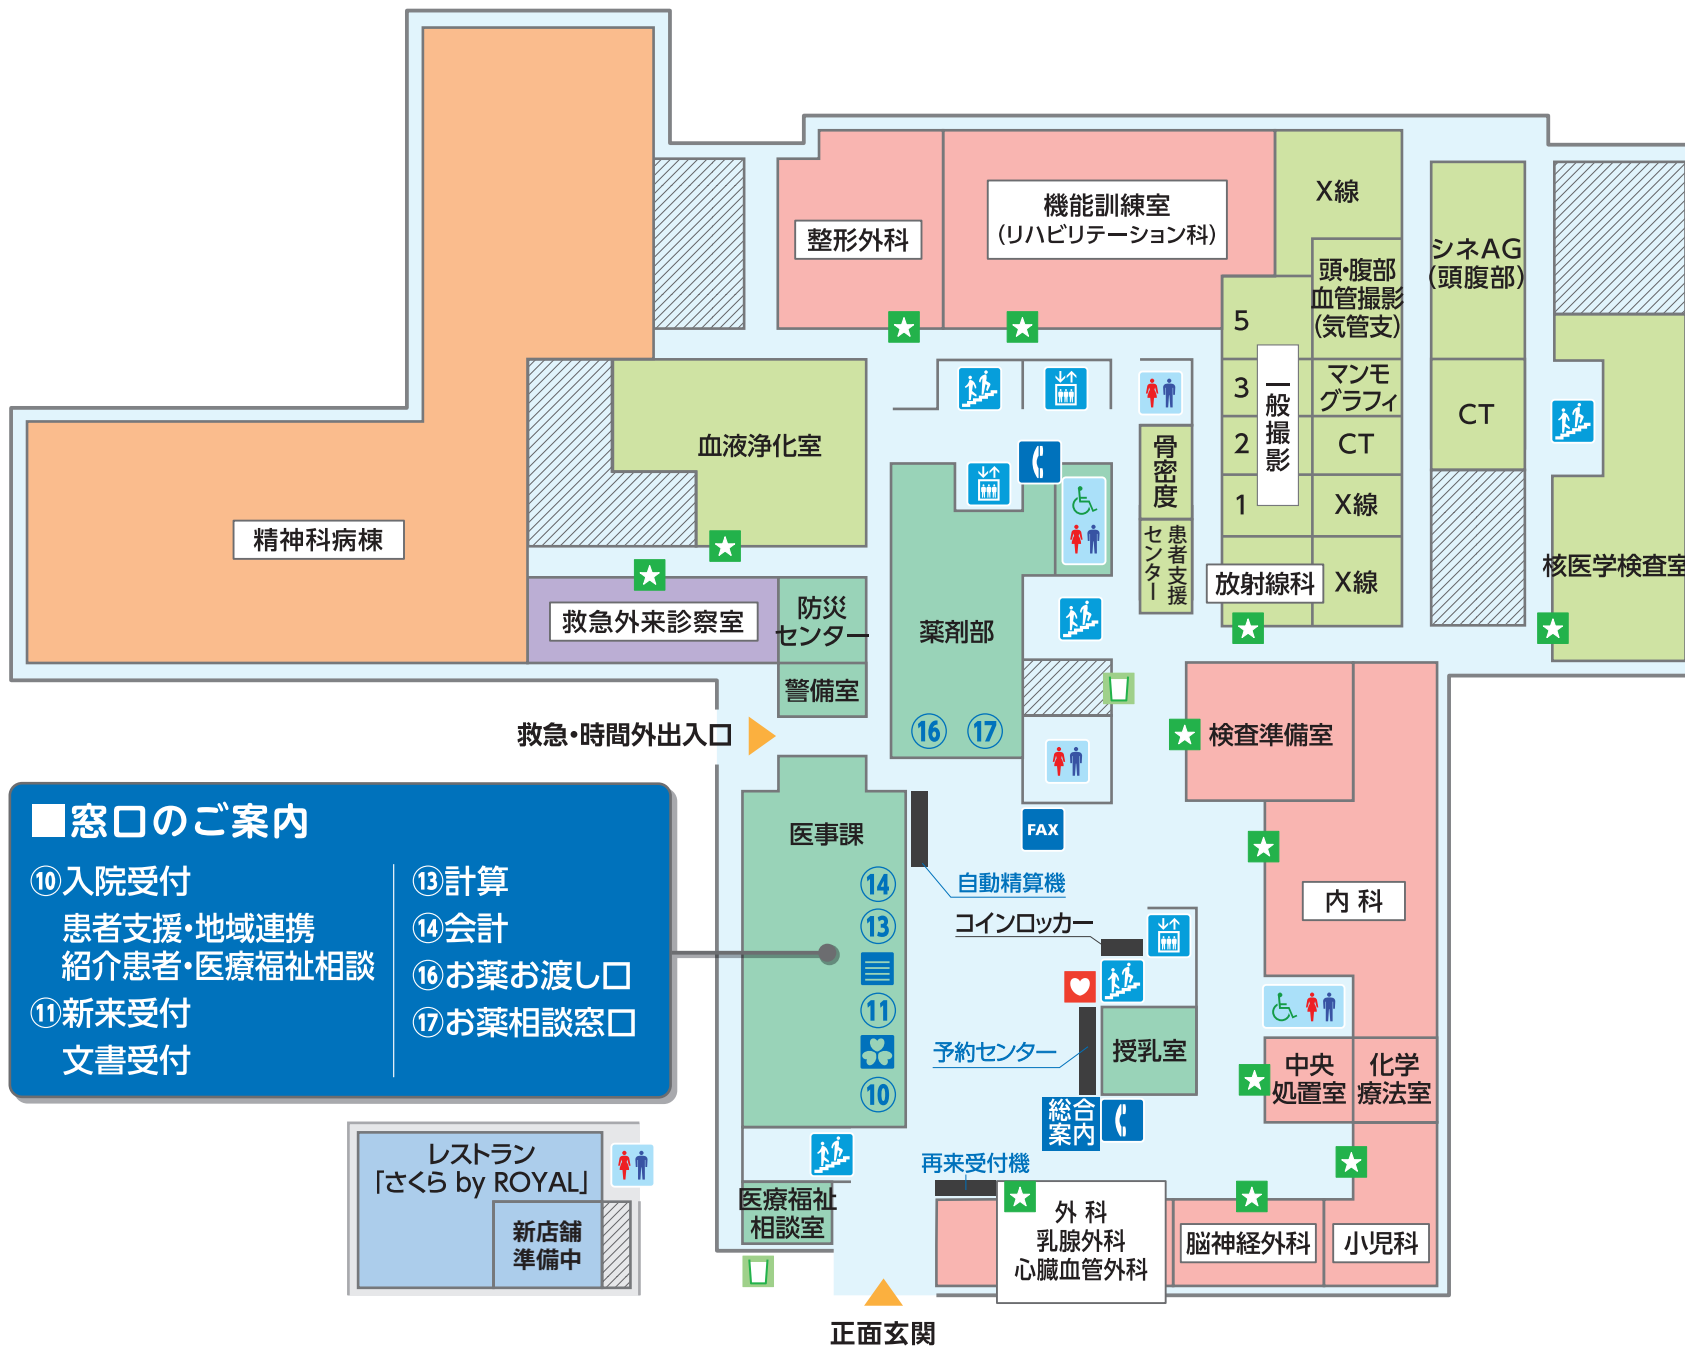 X線
機能訓練室
(リハビリテーション科)
整形外科
頭・腹部
血管撮影
(気管支)
シネAG
(頭腹部)
5
3
2
1
一般撮影
マンモ
グラフィ
CT
CT
X線
X線
血液浄化室
骨密度
患者支援
センター
放射線科
核医学検査室
精神科病棟
救急外来診察室
防災
センター
警備室
薬剤部
⑯
⑰
救急・時間外出入口
検査準備室
■窓口のご案内
⑩入院受付
患者支援・地域連携
紹介患者・医療福祉相談
⑪新来受付
文書受付
⑬計算
⑭会計
⑯お薬お渡し口
⑰お薬相談窓口
医事課
⑭
⑬
⑪
⑩
FAX
自動精算機
コインロッカー
内科
予約センター
授乳室
中央
処置室
化学
療法室
総合
案内
再来受付機
レストラン
「さくら by ROYAL」
新店舗
準備中
医療福祉
相談室
外科
乳腺外科
心臓血管外科
脳神経外科
小児科
正面玄関